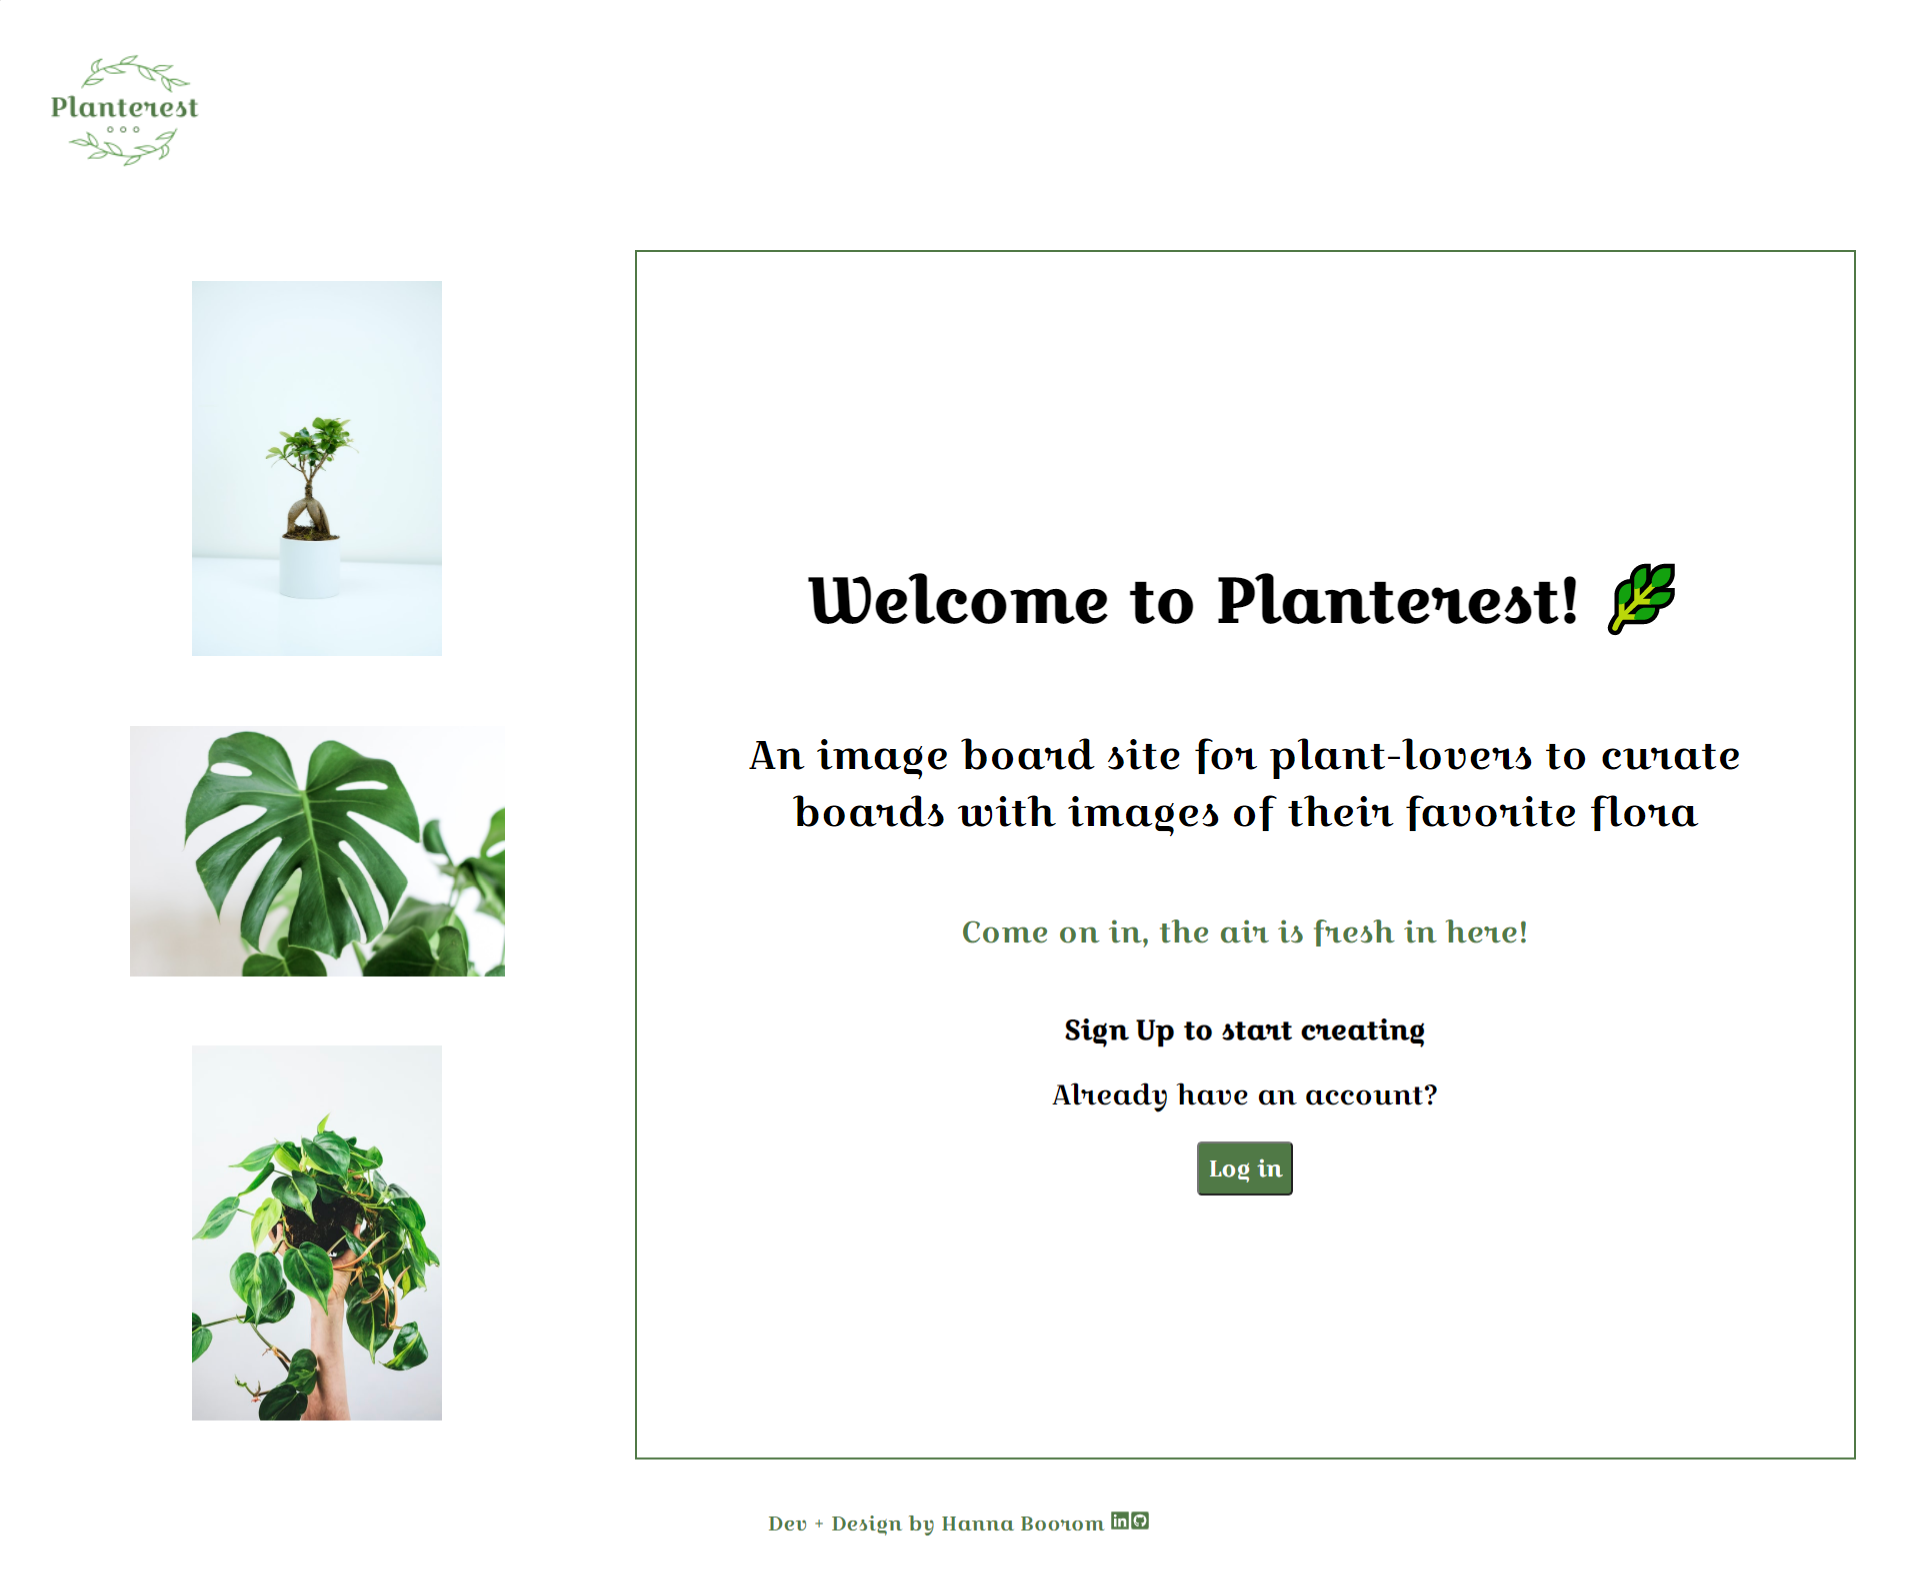 Planterest
Welcome to Planterest!
An image board site for plant-lovers to curate
boards with images of their favorite flora
Come on in, the air is fresh in here!
Sign Up to start creating
Already have an account?
Log in
Dev + Design by Hanna Boorom in